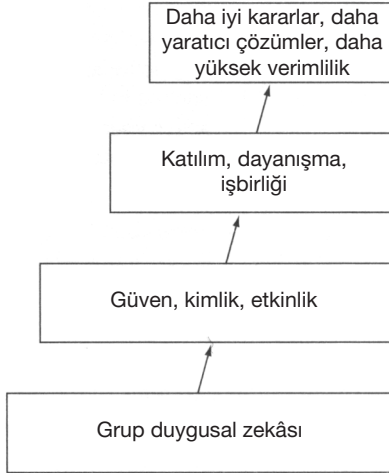 Daha iyi kararlar, daha
yaratıcı çözümler, daha
yüksek verimlilik
Katılım, dayanışma,
işbirliği
Güven, kimlik, etkinlik
Grup duygusal zekâsı